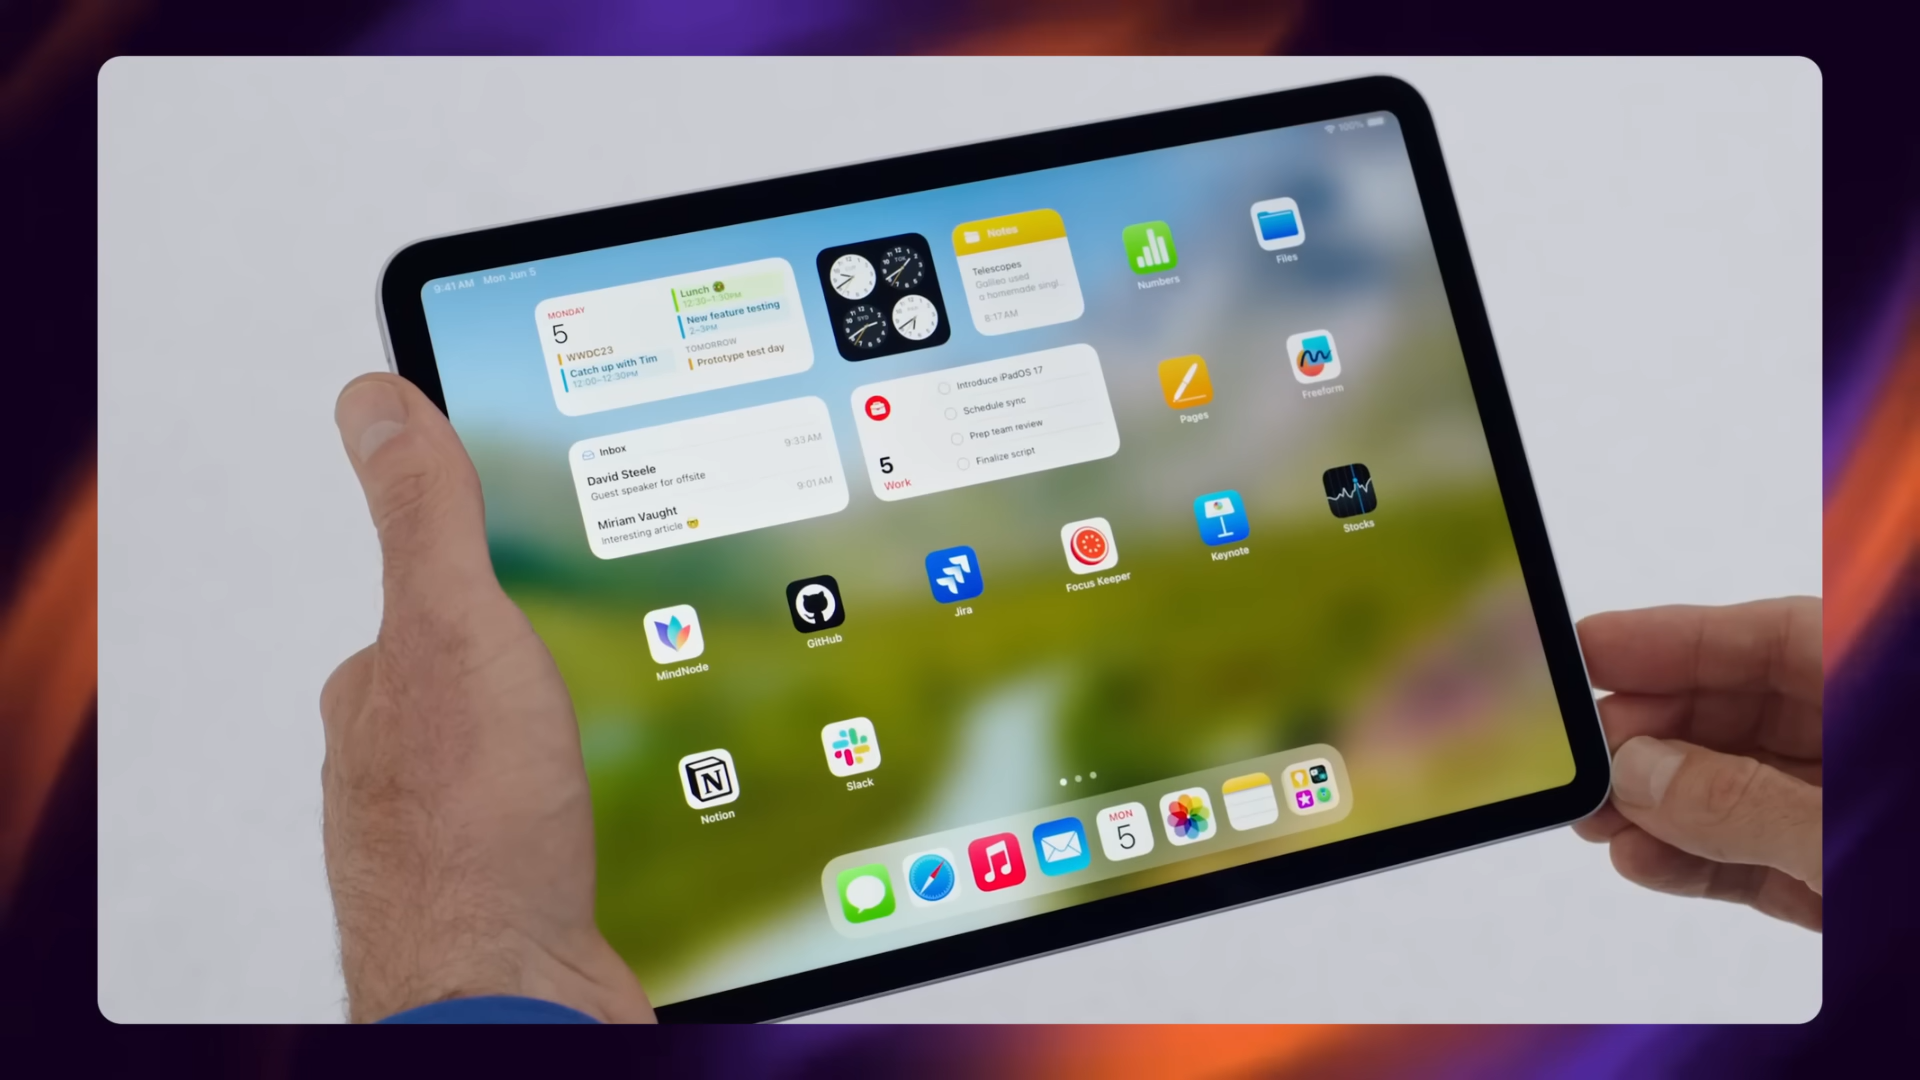 9:41 AM Mon Jun 5
100%
MONDAY
5
WWDC23
Catch up with Tim
12:00–12:30PM
Lunch
12:30–1:30PM
New feature testing
2–3PM
TOMORROW
Prototype test day
Notes
Telescopes
Galileo used
a homemade singl...
8:17 AM
Numbers
Files
Inbox
David Steele 9:33 AM
Guest speaker for offsite
Miriam Vaught 9:01 AM
Interesting article 🤓
5
Work
Introduce iPadOS 17
Schedule sync
Prep team review
Finalize script
Pages
Freeform
MindNode
GitHub
Jira
Focus Keeper
Keynote
Stocks
Notion
Slack
MON
5